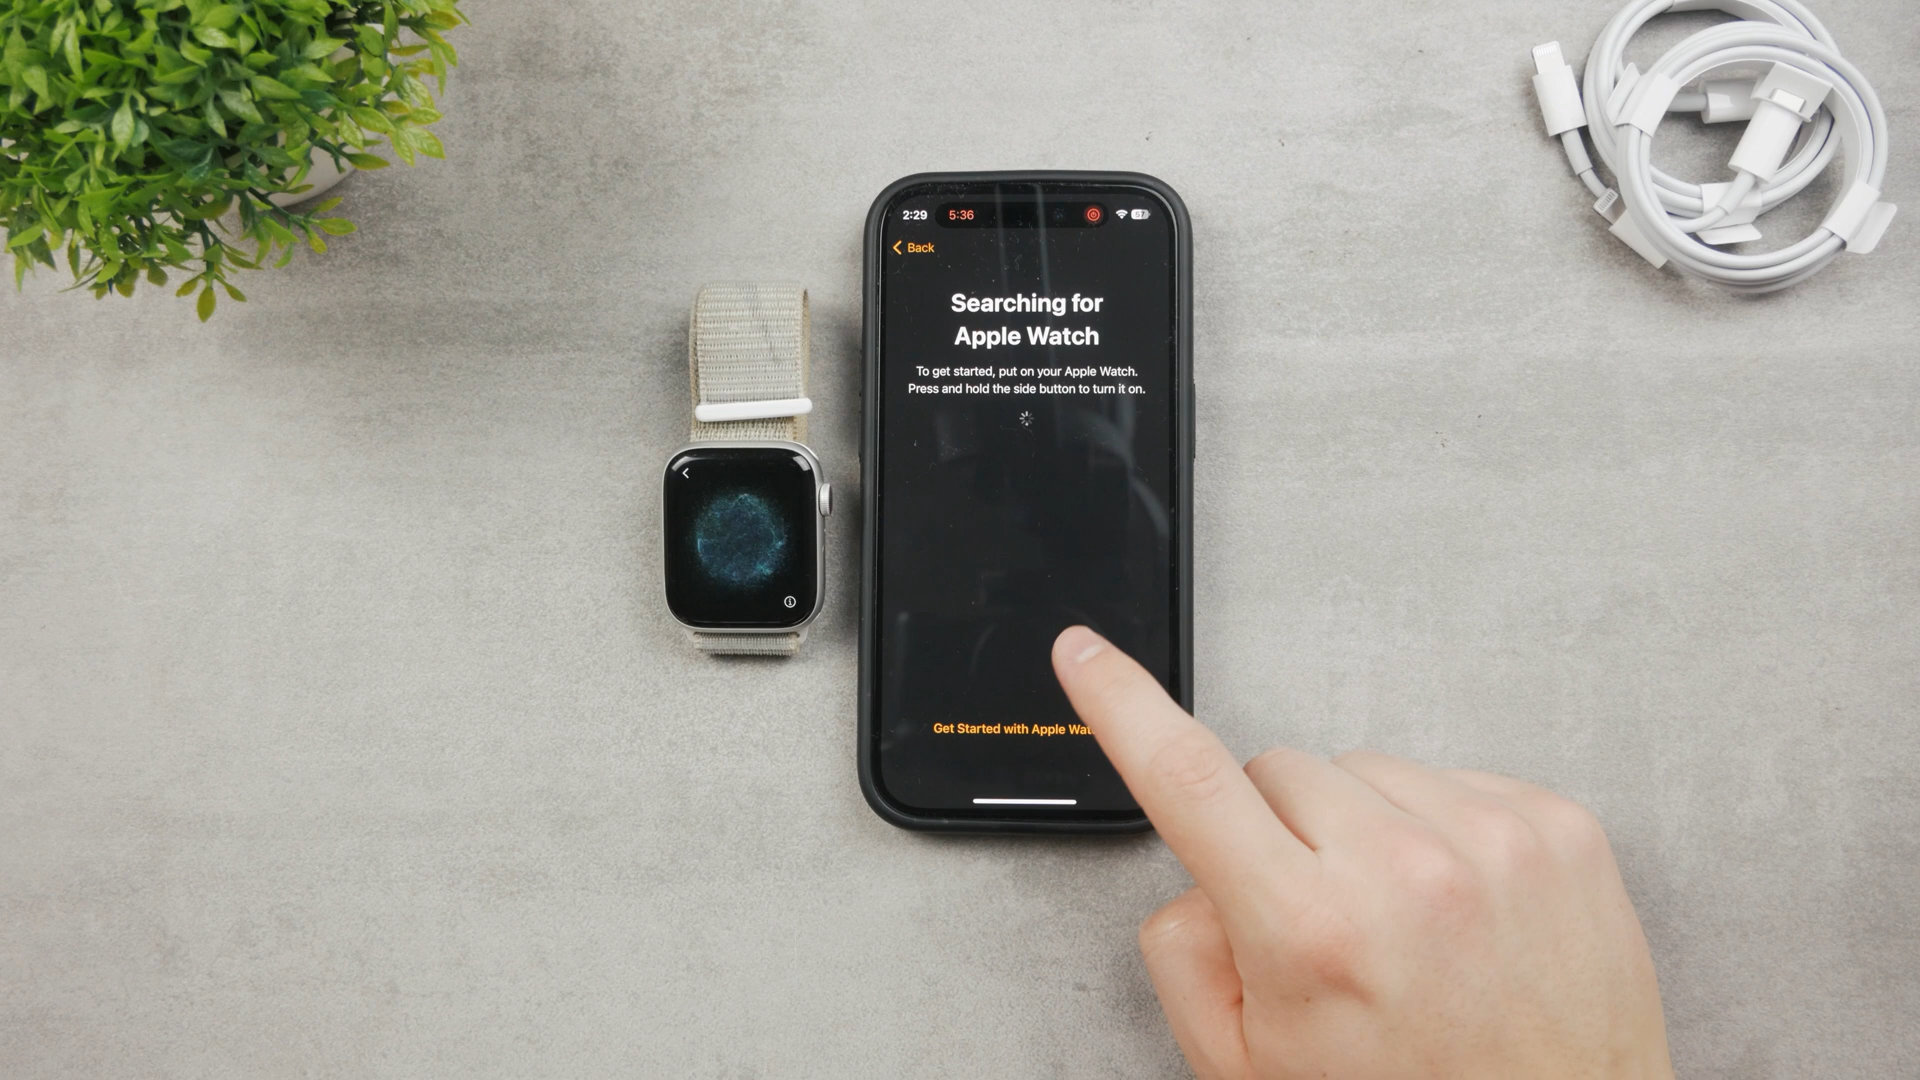 2:29 5:36 67
Back
Searching for
Apple Watch
To get started, put on your Apple Watch.
Press and hold the side button to turn it on.
Get Started with Apple